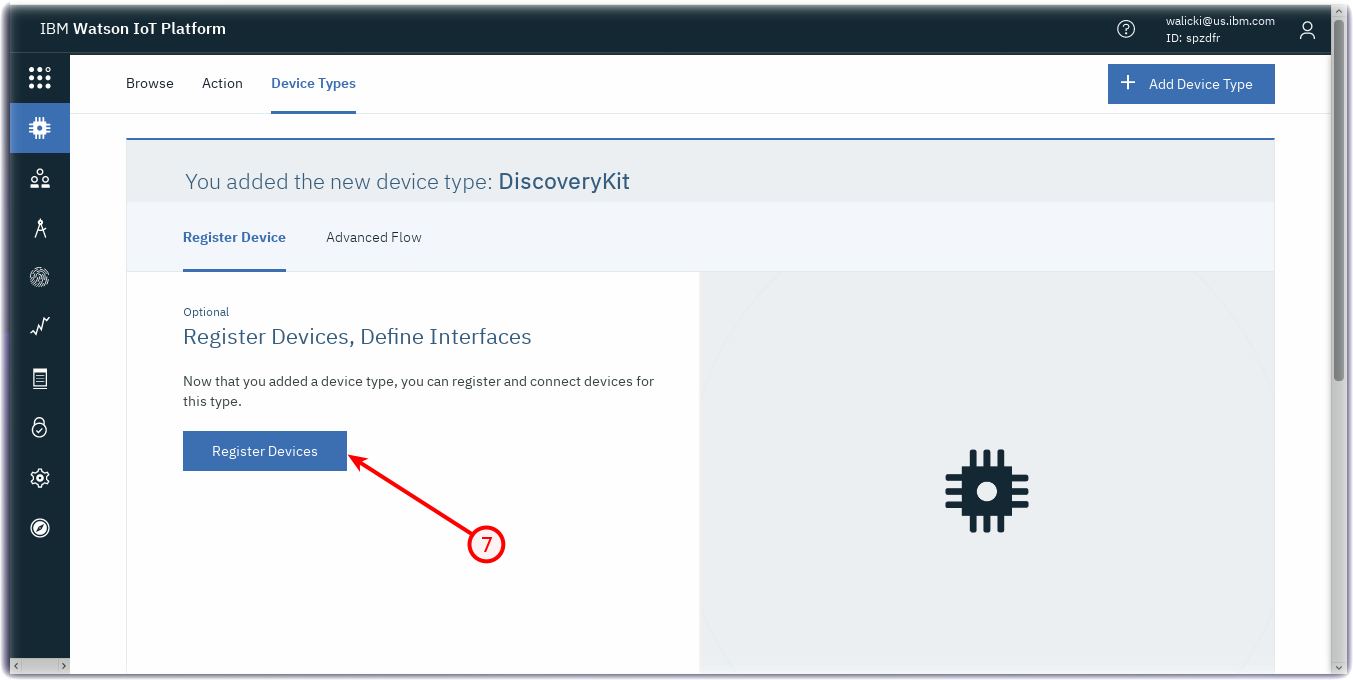 IBM Watson IoT Platform
walicki@us.ibm.com
ID: spzdfr
Browse
Action
Device Types
Add Device Type
You added the new device type: DiscoveryKit
Register Device
Advanced Flow
Optional
Register Devices, Define Interfaces
Now that you added a device type, you can register and connect devices for
this type.
Register Devices
7